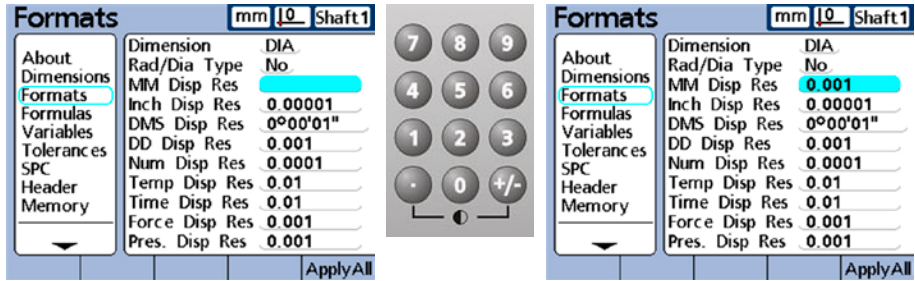 Formats
mm 0 Shaft1
About
Dimensions
Formats
Formulas
Variables
Tolerances
SPC
Header
Memory
Dimension DIA
Rad/Dia Type No
MM Disp Res
Inch Disp Res 0.00001
DMS Disp Res 0º00'01"
DD Disp Res 0.001
Num Disp Res 0.0001
Temp Disp Res 0.01
Time Disp Res 0.01
Force Disp Res 0.001
Pres. Disp Res 0.001
ApplyAll
7 8 9
4 5 6
1 2 3
. 0 +/-
Formats
mm 0 Shaft1
About
Dimensions
Formats
Formulas
Variables
Tolerances
SPC
Header
Memory
Dimension DIA
Rad/Dia Type No
MM Disp Res 0.001
Inch Disp Res 0.00001
DMS Disp Res 0º00'01"
DD Disp Res 0.001
Num Disp Res 0.0001
Temp Disp Res 0.01
Time Disp Res 0.01
Force Disp Res 0.001
Pres. Disp Res 0.001
ApplyAll